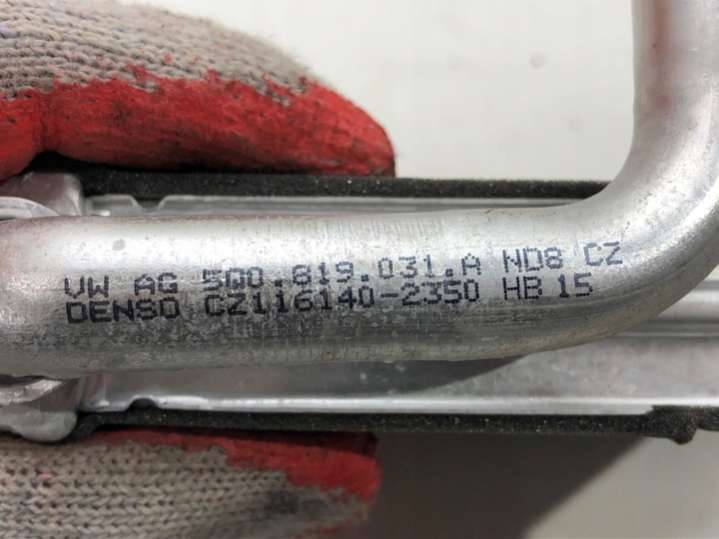 VW AG 5Q0.819.031.A ND8 CZ
DENSO CZ116140-2350 HB 15